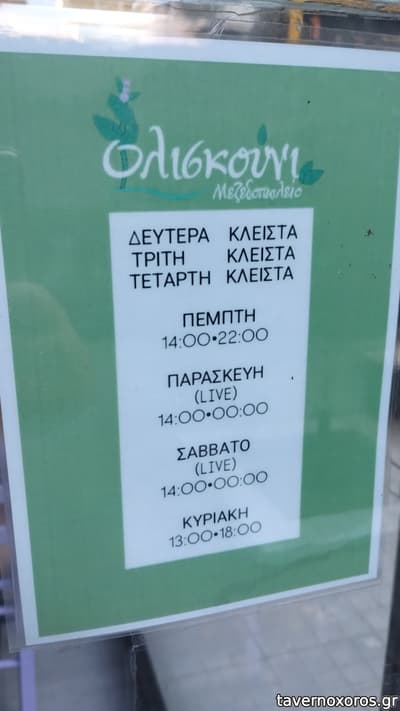 Ολισκούνι
Μεζεδοπωλείο
ΔΕΥΤΕΡΑ ΚΛΕΙΣΤΑ
ΤΡΙΤΗ ΚΛΕΙΣΤΑ
ΤΕΤΑΡΤΗ ΚΛΕΙΣΤΑ
ΠΕΜΠΤΗ
14:00•22:00
ΠΑΡΑΣΚΕΥΗ
(LIVE)
14:00•00:00
ΣΑΒΒΑΤΟ
(LIVE)
14:00•00:00
ΚΥΡΙΑΚΗ
13:00•18:00
tavernoxoros.gr